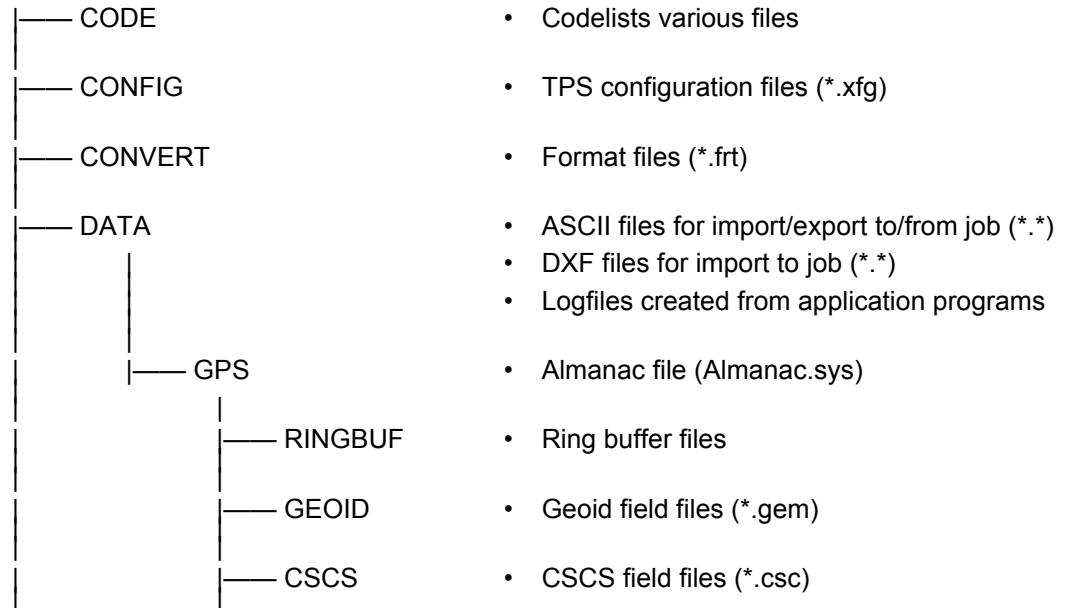 CODE • Codelists various files
CONFIG • TPS configuration files (*.xfg)
CONVERT • Format files (*.frt)
DATA • ASCII files for import/export to/from job (*.*)
• DXF files for import to job (*.*)
• Logfiles created from application programs
GPS • Almanac file (Almanac.sys)
RINGBUF • Ring buffer files
GEOID • Geoid field files (*.gem)
CSCS • CSCS field files (*.csc)